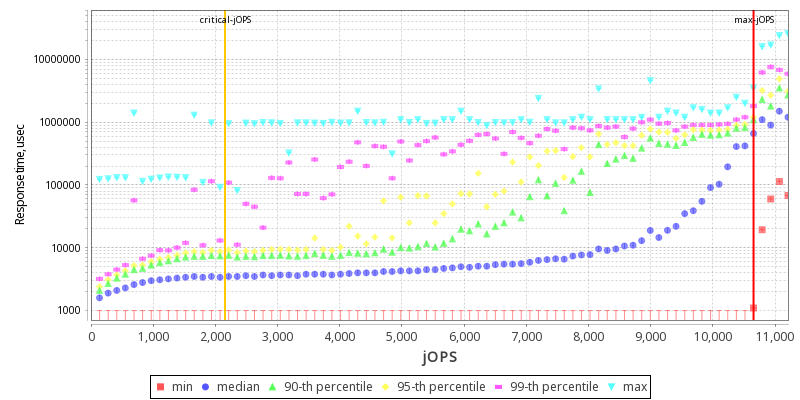 critical-jOPS
max-jOPS
Response time, usec
10000000
1000000
100000
10000
1000
0
1,000
2,000
3,000
4,000
5,000
6,000
7,000
8,000
9,000
10,000
11,000
jOPS
min
median
90-th percentile
95-th percentile
99-th percentile
max